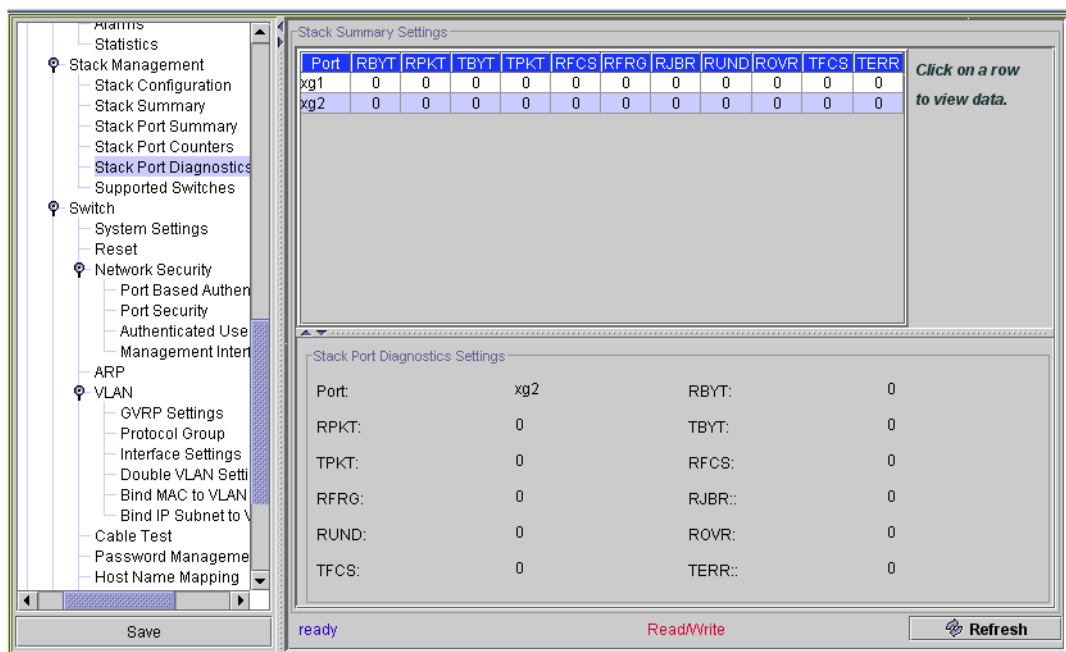 Alarms
Statistics
Stack Management
Stack Configuration
Stack Summary
Stack Port Summary
Stack Port Counters
Stack Port Diagnostics
Supported Switches
Switch
System Settings
Reset
Network Security
Port Based Authen
Port Security
Authenticated Use
Management Interf
ARP
VLAN
GVRP Settings
Protocol Group
Interface Settings
Double VLAN Setti
Bind MAC to VLAN
Bind IP Subnet to V
Cable Test
Password Manageme
Host Name Mapping
Save
Stack Summary Settings
Port RBYT RPKT TBYT TPKT RFCS RFRG RJBR RUND ROVR TFCS TERR
xg1 0 0 0 0 0 0 0 0 0 0 0
xg2 0 0 0 0 0 0 0 0 0 0 0
Click on a row
to view data.
Stack Port Diagnostics Settings
Port: xg2 RBYT: 0
RPKT: 0 TBYT: 0
TPKT: 0 RFCS: 0
RFRG: 0 RJBR:: 0
RUND: 0 ROVR: 0
TFCS: 0 TERR:: 0
ready Read/Write Refresh